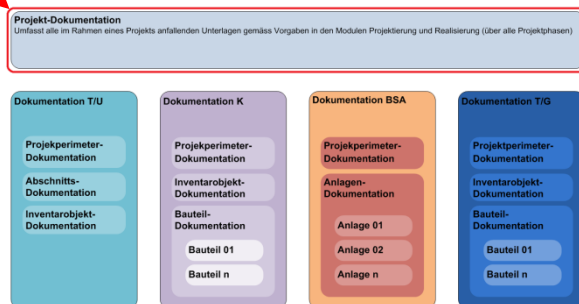 Projekt-Dokumentation
Umfasst alle im Rahmen eines Projekts anfallenden Unterlagen gemäss Vorgaben in den Modulen Projektierung und Realisierung (über alle Projektphasen)
Dokumentation T/U
Projekperimeter-
Dokumentation
Abschnitts-
Dokumentation
Inventarobjekt-
Dokumentation
Dokumentation K
Projekperimeter-
Dokumentation
Inventarobjekt-
Dokumentation
Bauteil-
Dokumentation
Bauteil 01
Bauteil n
Dokumentation BSA
Projekperimeter-
Dokumentation
Anlagen-
Dokumentation
Anlage 01
Anlage 02
Anlage n
Dokumentation T/G
Projektperimeter-
Dokumentation
Inventarobjekt-
Dokumentation
Bauteil-
Dokumentation
Bauteil 01
Bauteil n